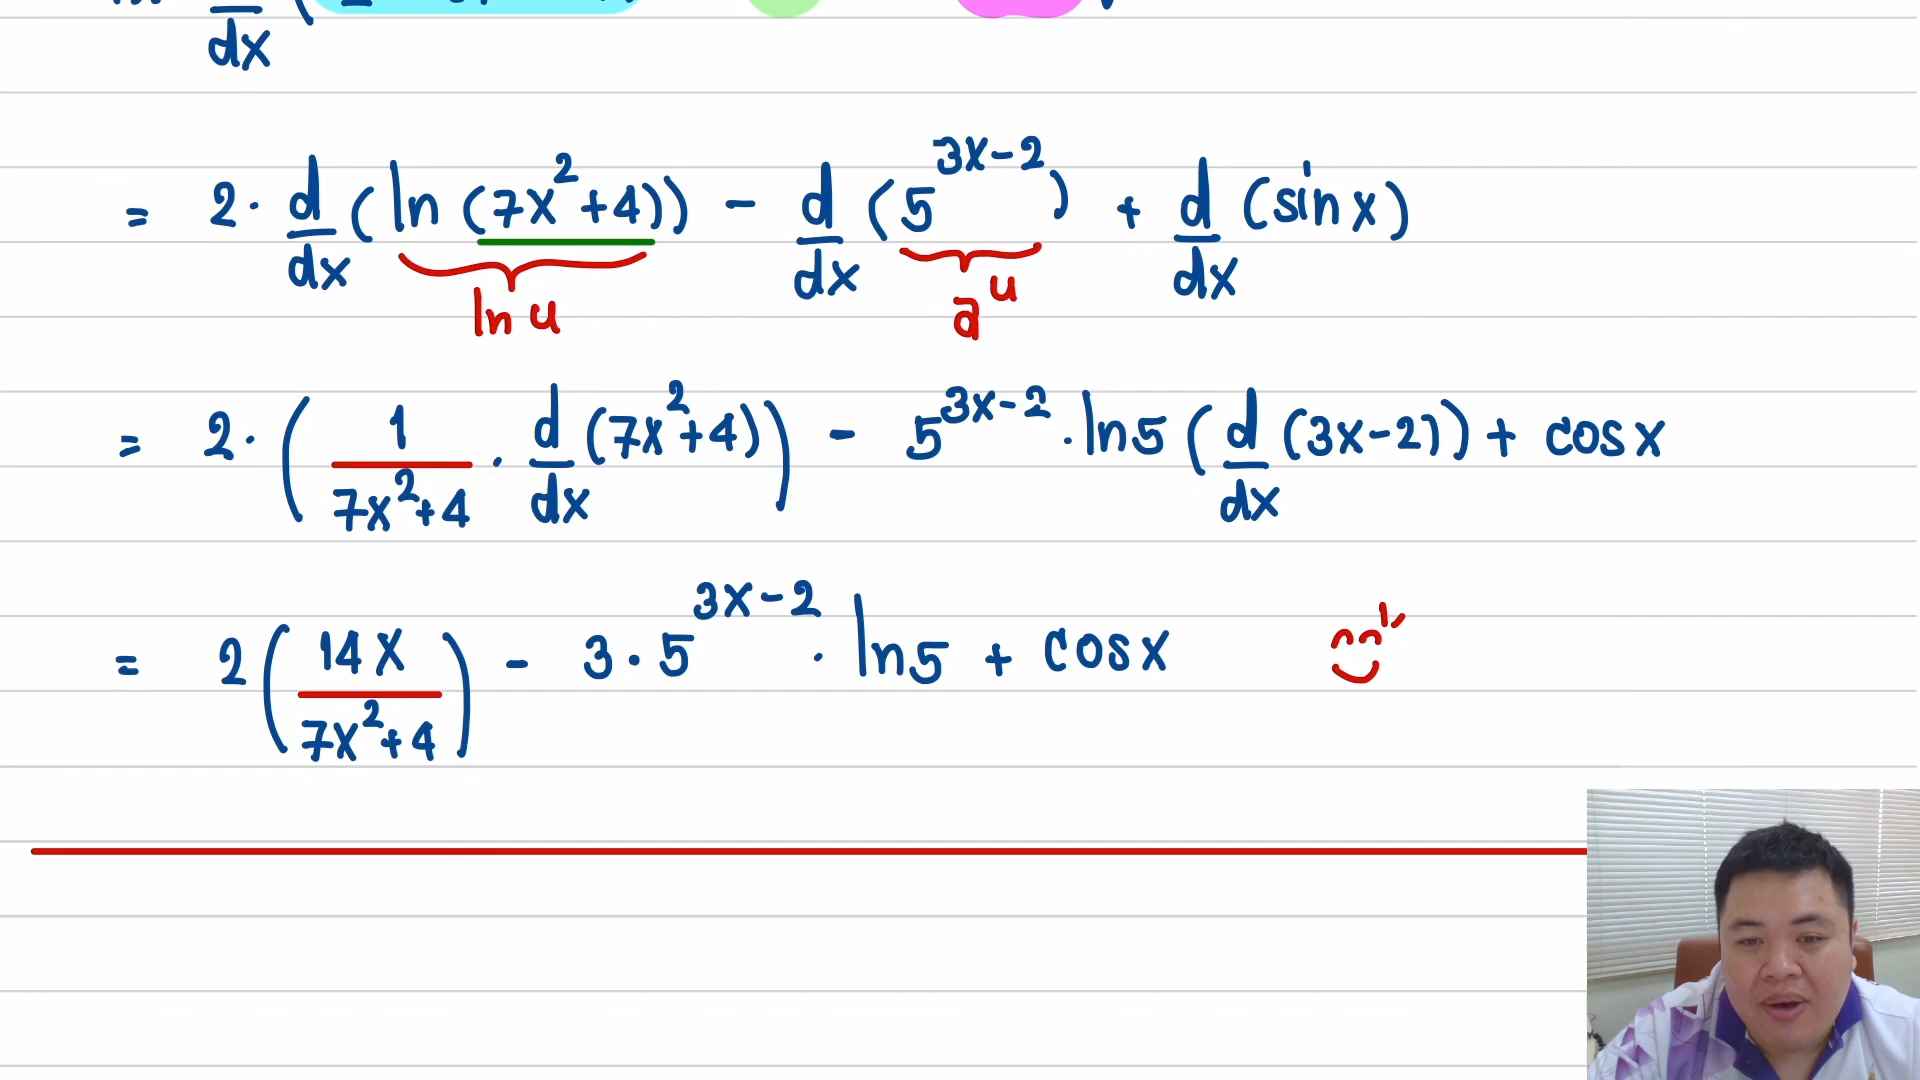 d/dx (
= 2 · d/dx (ln (7x²+4)) - d/dx (5^(3x-2)) + d/dx (sin x)
ln u a^u
= 2 · ( 1/(7x²+4) · d/dx (7x²+4) ) - 5^(3x-2) · ln5 ( d/dx (3x-2) ) + cos x
= 2 ( 14x/(7x²+4) ) - 3 · 5^(3x-2) · ln5 + cos x